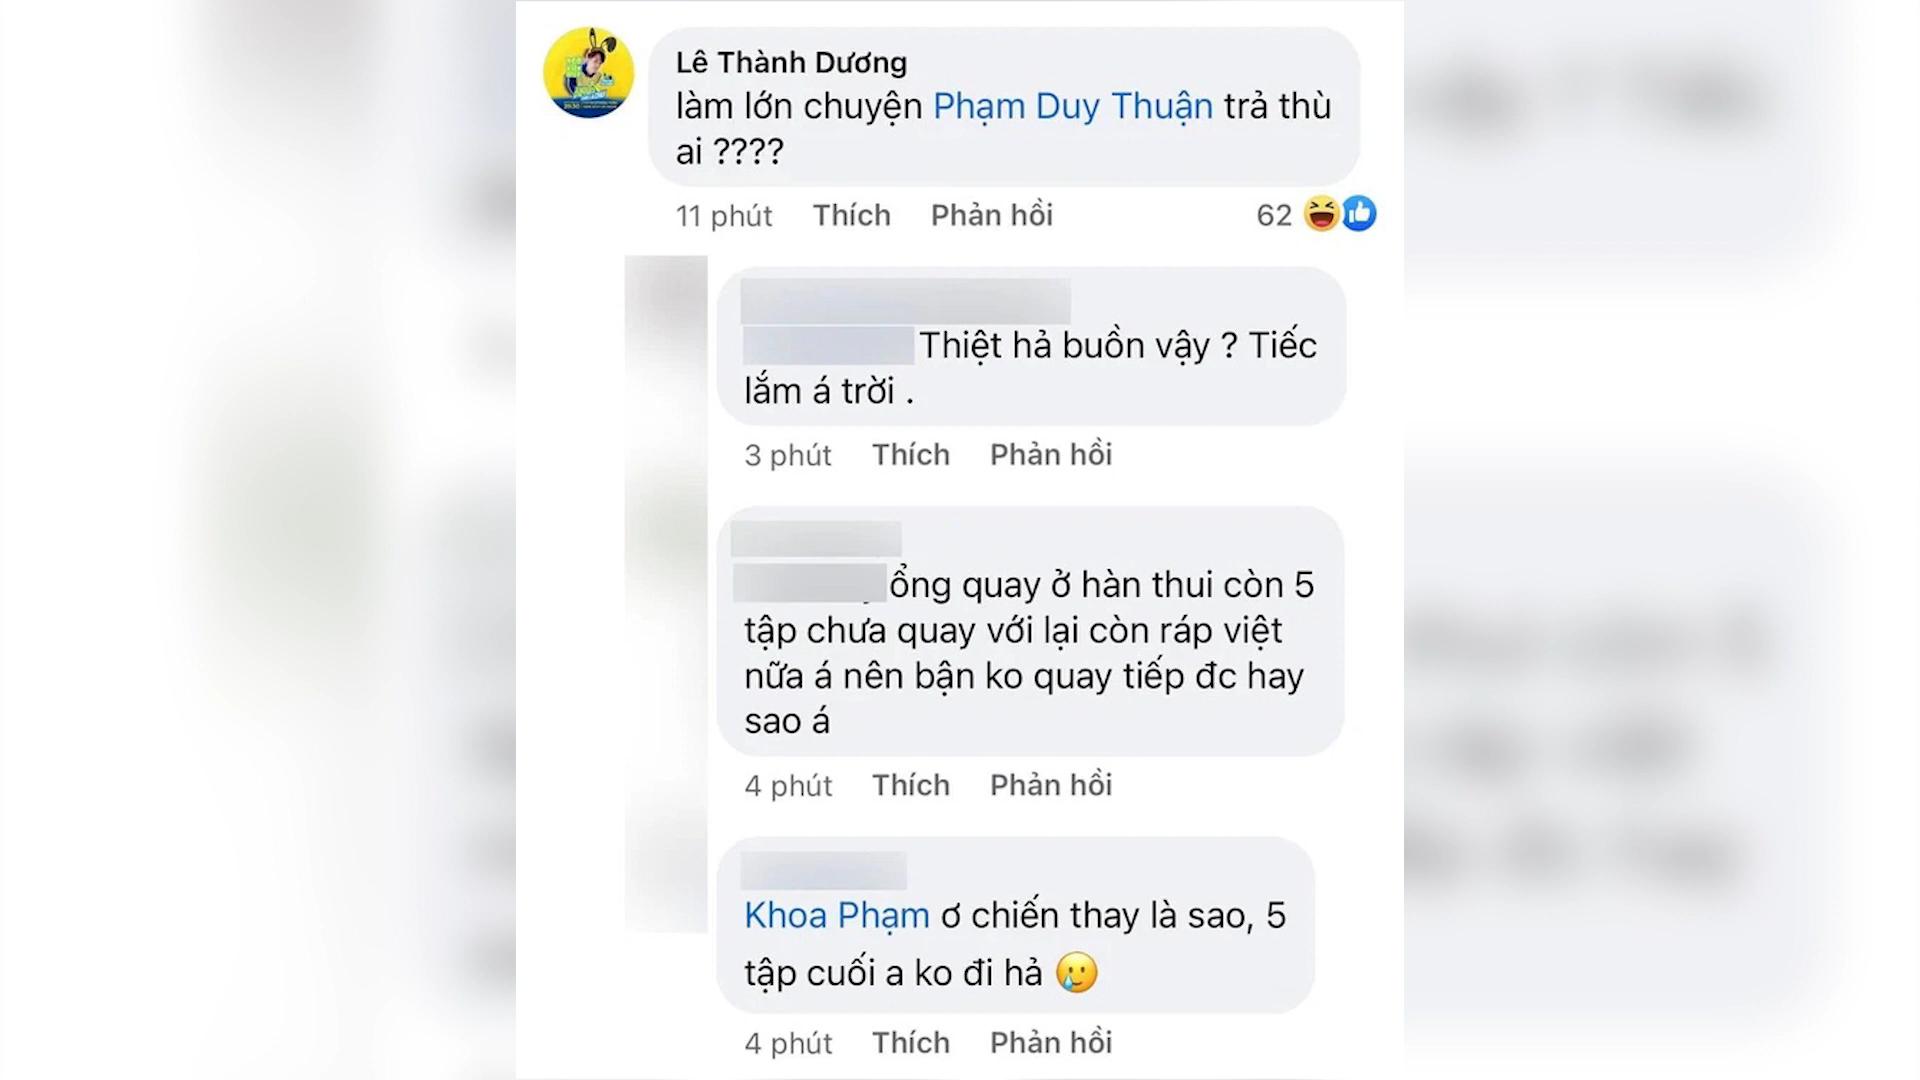 Lê Thành Dương
làm lớn chuyện Phạm Duy Thuận trả thù
ai ????
11 phút Thích Phản hồi 62
Thiệt hả buồn vậy ? Tiếc
lắm á trời .
3 phút Thích Phản hồi
ổng quay ở hàn thui còn 5
tập chưa quay với lại còn ráp việt
nữa á nên bận ko quay tiếp đc hay
sao á
4 phút Thích Phản hồi
Khoa Phạm ơ chiến thay là sao, 5
tập cuối a ko đi hả
4 phút Thích Phản hồi